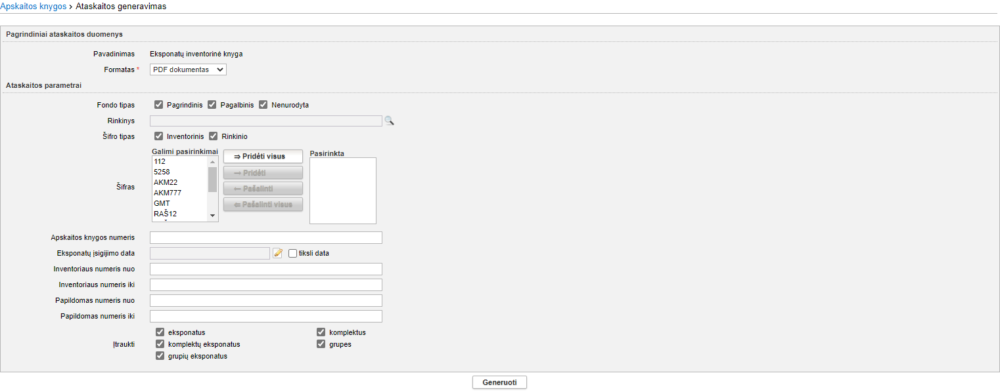 Apskaitos knygos › Ataskaitos generavimas
Pagrindiniai ataskaitos duomenys
Pavadinimas Eksponatų inventorinė knyga
Formatas * PDF dokumentas
Ataskaitos parametrai
Fondo tipas Pagrindinis Pagalbinis Nenurodyta
Rinkinys
Šifro tipas Inventorinis Rinkinio
Šifras
Galimi pasirinkimai
112
5258
AKM22
AKM777
GMT
RAŠ12
⇒ Pridėti visus
→ Pridėti
← Pašalinti
⇐ Pašalinti visus
Pasirinkta
Apskaitos knygos numeris
Eksponatų įsigijimo data tiksli data
Inventoriaus numeris nuo
Inventoriaus numeris iki
Papildomas numeris nuo
Papildomas numeris iki
Įtraukti
eksponatus komplektus
komplektų eksponatus grupes
grupių eksponatus
Generuoti